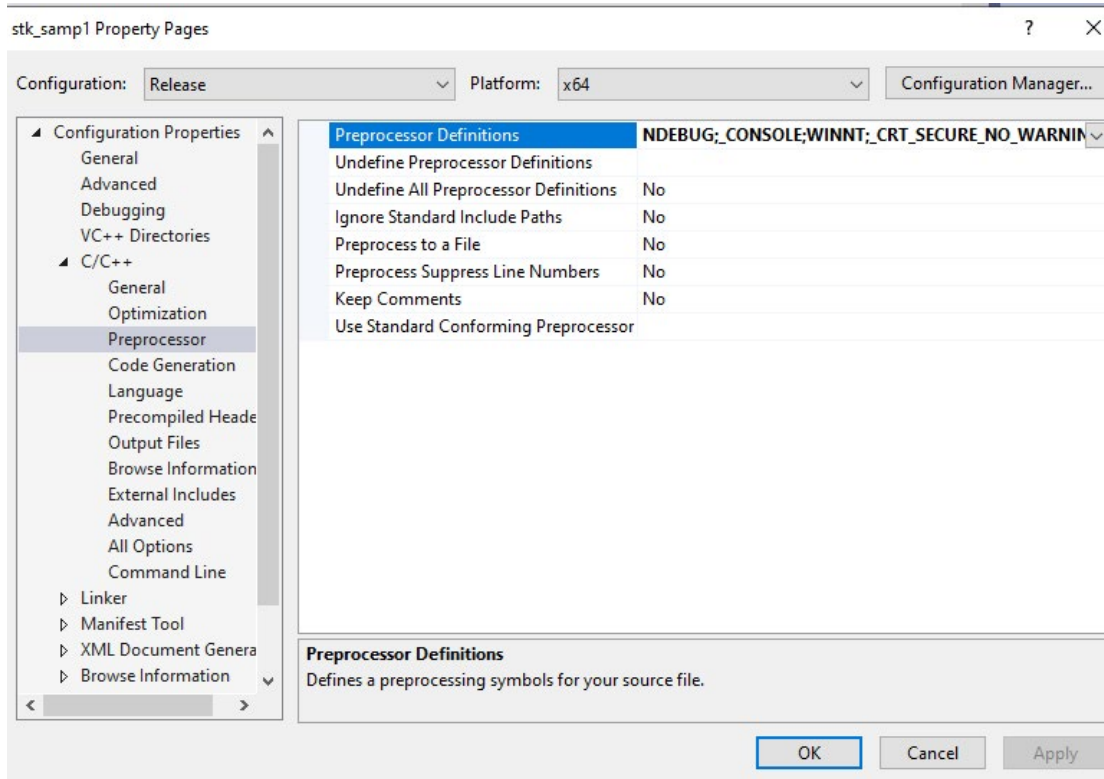 stk_samp1 Property Pages
?
Configuration: Release Platform: x64 Configuration Manager...
Configuration Properties
General
Advanced
Debugging
VC++ Directories
C/C++
General
Optimization
Preprocessor
Code Generation
Language
Precompiled Heade
Output Files
Browse Information
External Includes
Advanced
All Options
Command Line
Linker
Manifest Tool
XML Document Genera
Browse Information
Preprocessor Definitions NDEBUG;_CONSOLE;WINNT;_CRT_SECURE_NO_WARNIN
Undefine Preprocessor Definitions
Undefine All Preprocessor Definitions No
Ignore Standard Include Paths No
Preprocess to a File No
Preprocess Suppress Line Numbers No
Keep Comments No
Use Standard Conforming Preprocessor
Preprocessor Definitions
Defines a preprocessing symbols for your source file.
OK Cancel Apply